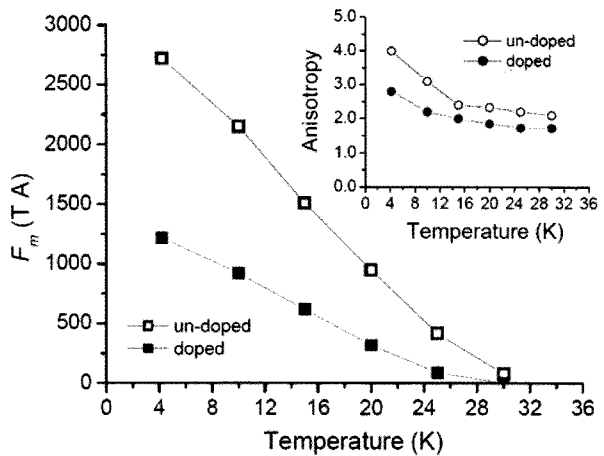 3000
2500
2000
1500
1000
500
0
F_m (T A)
0 4 8 12 16 20 24 28 32 36
Temperature (K)
un-doped
doped
5.0
4.0
3.0
2.0
1.0
0.0
Anisotropy
0 4 8 12 16 20 24 28 32 36
Temperature (K)
un-doped
doped